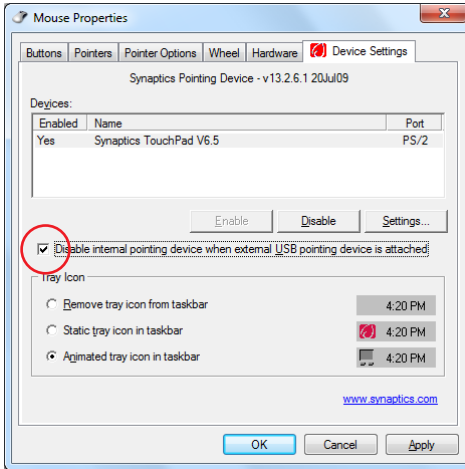 Mouse Properties
Buttons Pointers Pointer Options Wheel Hardware Device Settings
Synaptics Pointing Device - v13.2.6.1 20Jul09
Devices:
Enabled Name Port
Yes Synaptics TouchPad V6.5 PS/2
Enable Disable Settings...
Disable internal pointing device when external USB pointing device is attached
Tray Icon
Remove tray icon from taskbar 4:20 PM
Static tray icon in taskbar 4:20 PM
Animated tray icon in taskbar 4:20 PM
www.synaptics.com
OK Cancel Apply